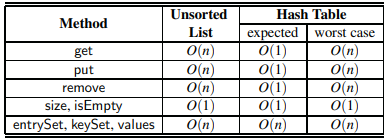 Method Unsorted List Hash Table
expected worst case
get O(n) O(1) O(n)
put O(n) O(1) O(n)
remove O(n) O(1) O(n)
size, isEmpty O(1) O(1) O(1)
entrySet, keySet, values O(n) O(n) O(n)